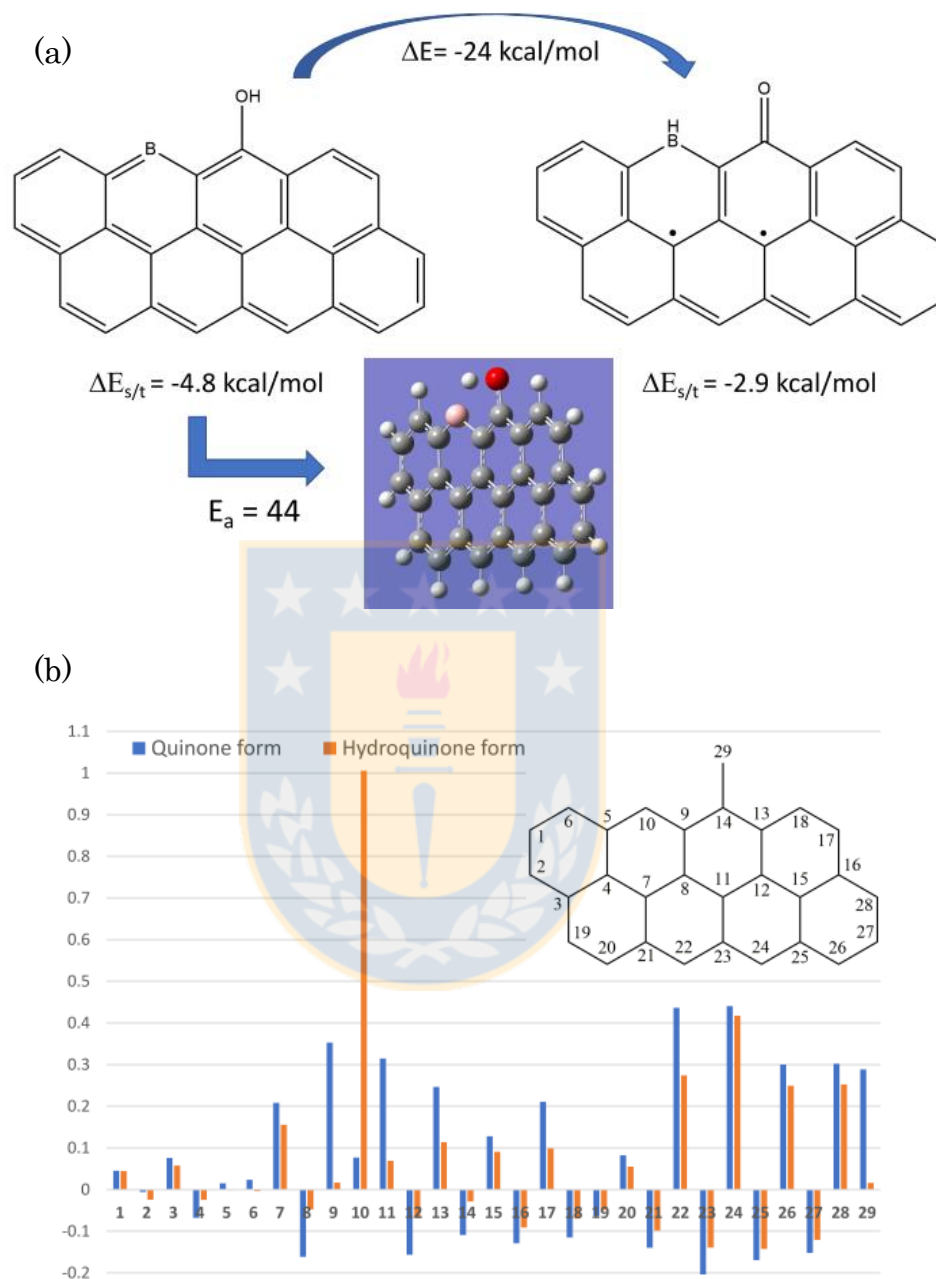 (a)
ΔE= -24 kcal/mol
OH
B
O
H
B
ΔEs/t = -4.8 kcal/mol
ΔEs/t = -2.9 kcal/mol
Ea = 44
(b)
1.1
1
0.9
0.8
0.7
0.6
0.5
0.4
0.3
0.2
0.1
0
-0.1
-0.2
Quinone form
Hydroquinone form
29
6 5 10 9 14 13 18
1 17
2 4 7 8 11 12 15 16
3 28
19 27
20 21 22 23 24 25 26
1 2 3 4 5 6 7 8 9 10 11 12 13 14 15 16 17 18 19 20 21 22 23 24 25 26 27 28 29